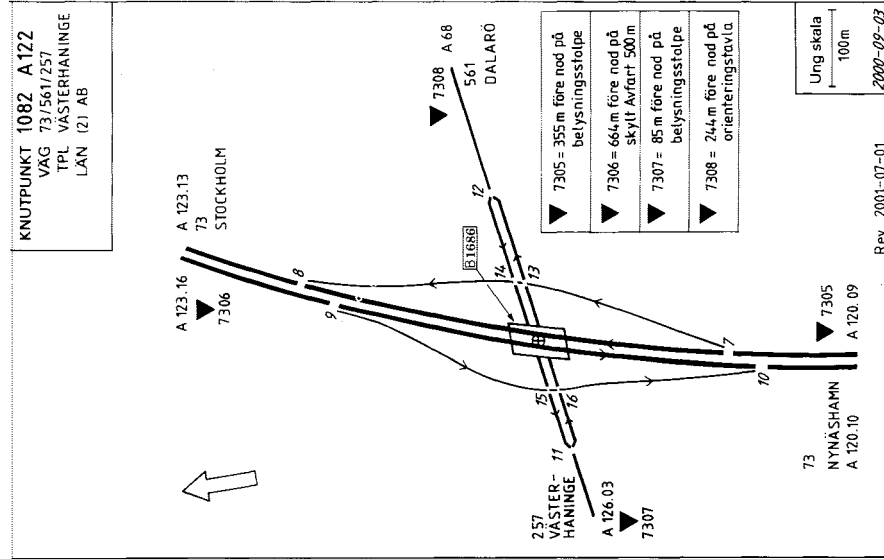 KNUTPUNKT 1082 A122
VÄG 73/561/257
TPL VÄSTERHANINGE
LÄN (2) AB
A 123.13
73
STOCKHOLM
A 123.16
7306
7308
A 68
561
DALARÖ
8
9
12
14
13
B1686
15
16
11
7
10
257
VÄSTER-
HANINGE
A 126.03
7307
73
NYNÄSHAMN
A 120.10
7305
A 120.09
7305 = 355 m före nod på
belysningsstolpe
7306 = 664 m före nod på
skylt Avfart 500 m
7307 = 85 m före nod på
belysningsstolpe
7308 = 244 m före nod på
orienteringstavla
Ung skala
100m
Rev 2001-07-01
2000-09-03